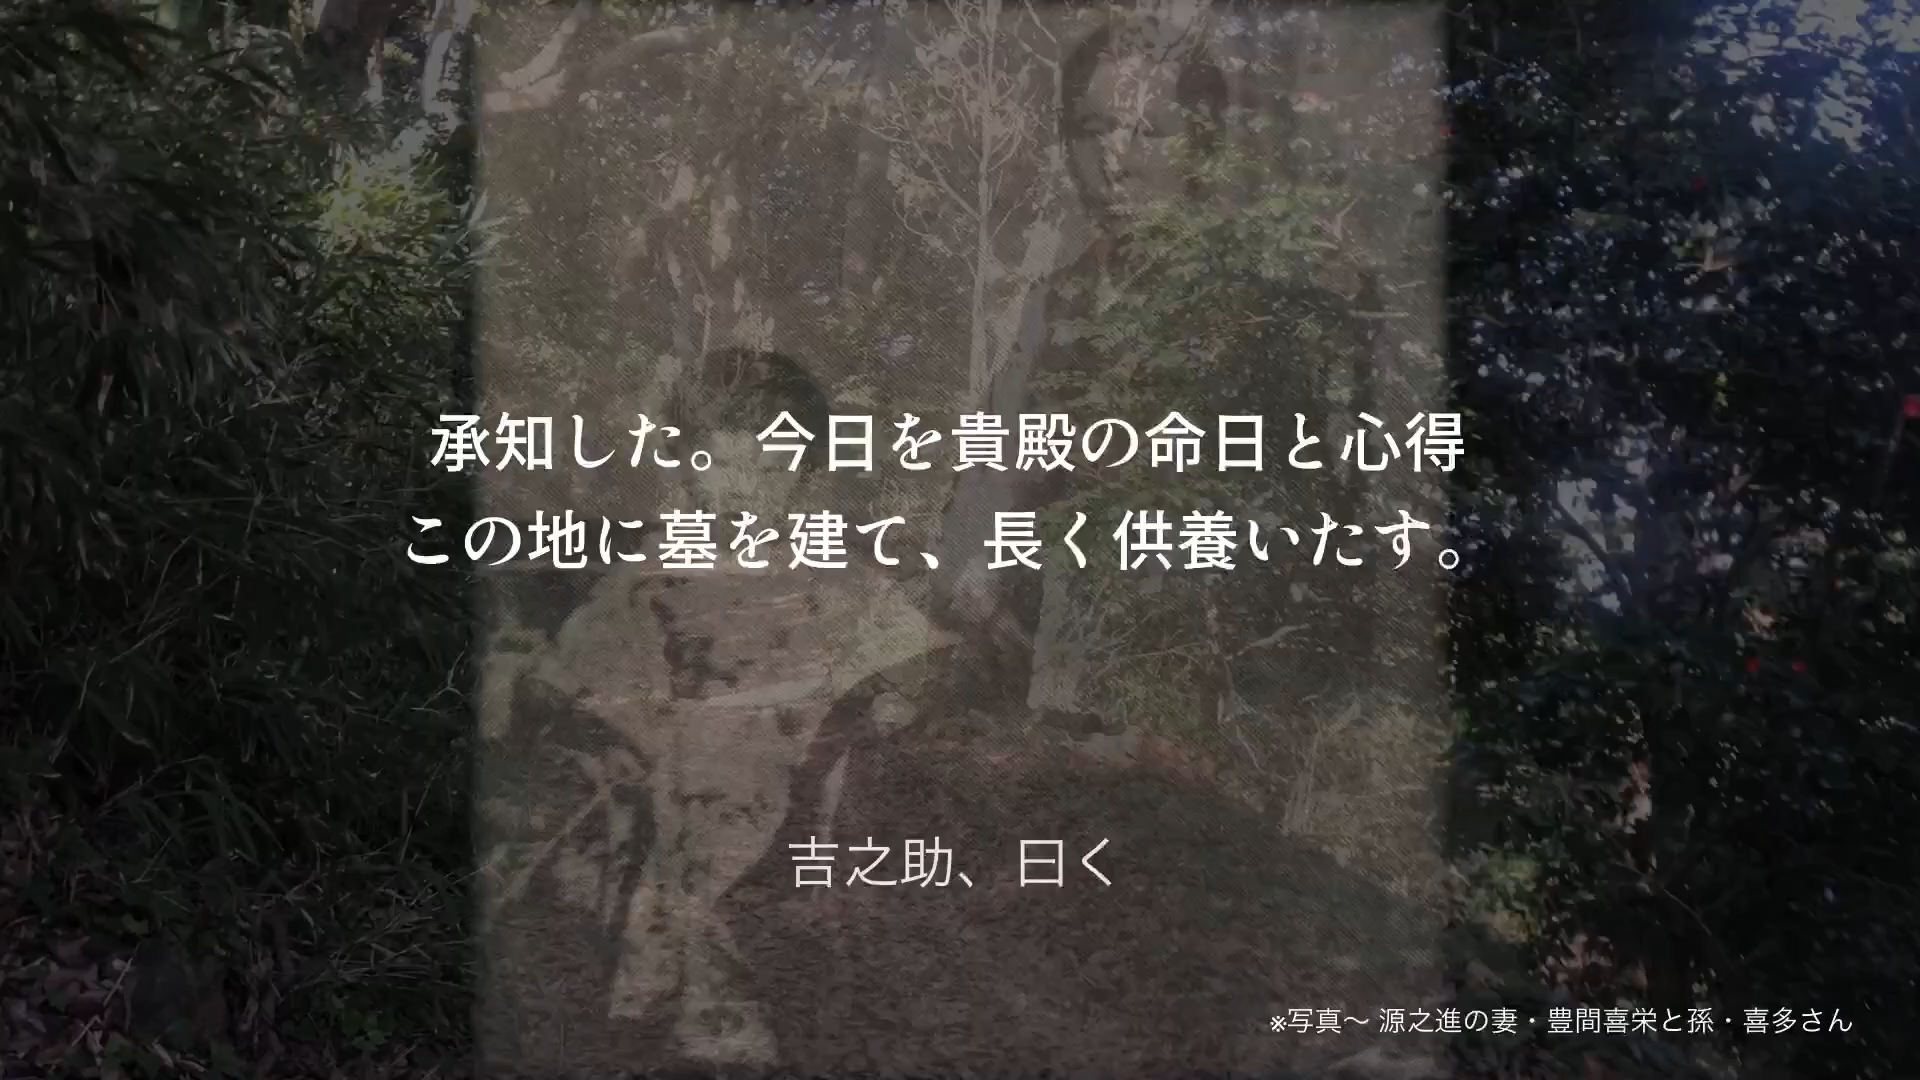 承知した。今日を貴殿の命日と心得
この地に墓を建て、長く供養いたす。
吉之助、曰く
※写真〜 源之進の妻・豊間喜栄と孫・喜多さん